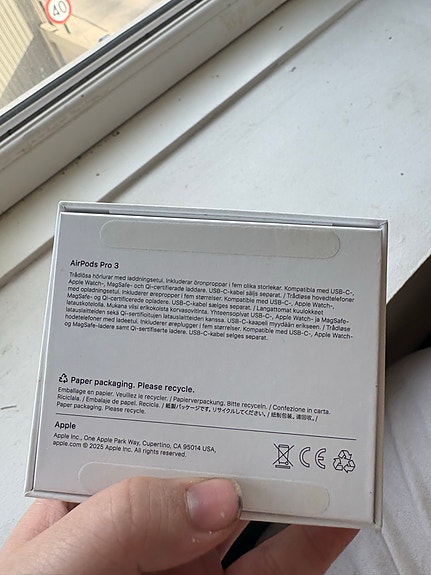 40
AirPods Pro 3
Trådlösa hörlurar med laddningsetui. Inkluderar öronproppar i fem olika storlekar. Kompatibla med USB-C-,
Apple Watch-, MagSafe- och Qi-certifierade laddare. USB-C-kabel säljs separat. / Trådløse hovedtelefoner
med opladningsetui. Inkluderer ørepropper i fem størrelser. Kompatible med USB-C-, Apple Watch-,
MagSafe- og Qi-certificerede opladere. USB-C-kabel sælges separat. / Langattomat kuulokkeet
latauskotelolla. Mukana viisi erikokoista korvasovitinta. Yhteensopivat USB-C-, Apple Watch- ja MagSafe-
latauslaitteiden sekä Qi-sertifioitujen latauslaitteiden kanssa. USB-C-kaapeli myydään erikseen. / Trådløse
hodetelefoner med ladeetui. Inkluderer øreplugger i fem størrelser. Kompatible med USB-C-, Apple Watch-
og MagSafe-ladere samt Qi-sertifiserte ladere. USB-C-kabel selges separat.
Paper packaging. Please recycle.
Emballage en papier. Veuillez le recycler. / Papierverpackung. Bitte recyceln. / Confezione in carta.
Riciclala. / Embalaje de papel. Recicla. / 紙製パッケージです。リサイクルしてください。/ 纸制包装，请回收。/
Paper packaging. Please recycle.
Apple
Apple Inc., One Apple Park Way, Cupertino, CA 95014 USA,
apple.com © 2025 Apple Inc. All rights reserved.
CE